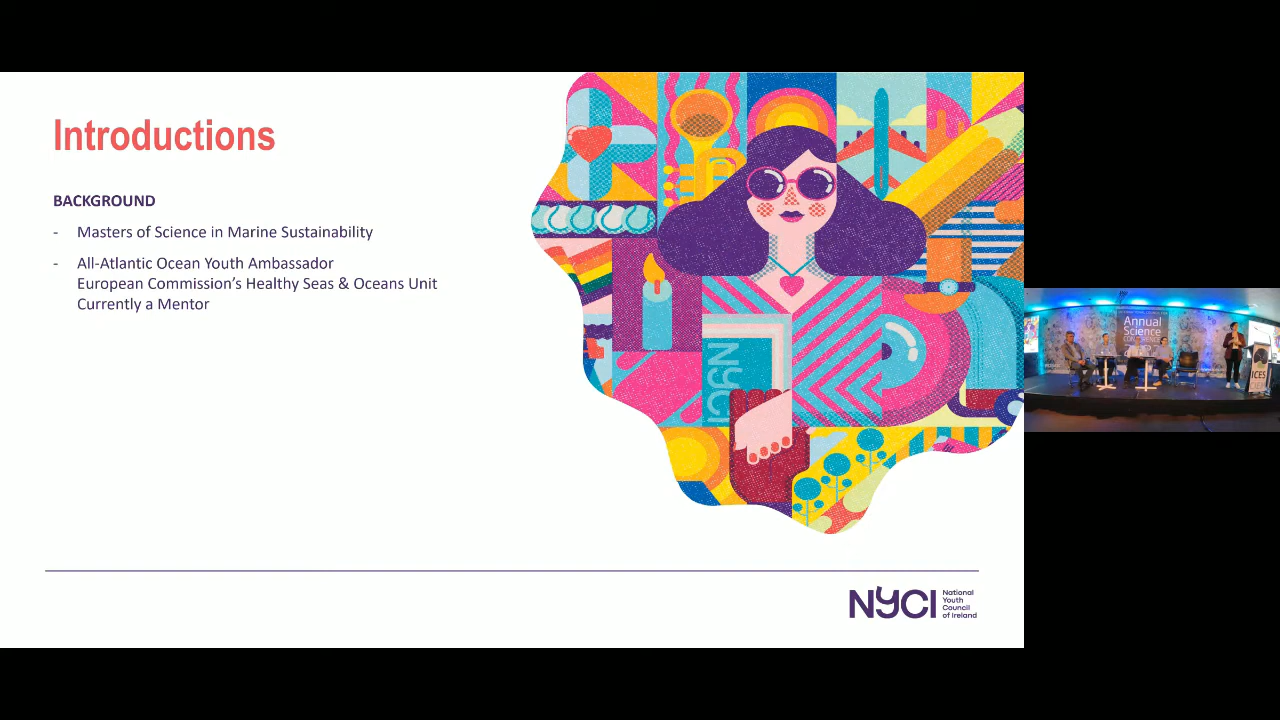 Introductions
BACKGROUND
- Masters of Science in Marine Sustainability
- All-Atlantic Ocean Youth Ambassador
European Commission's Healthy Seas & Oceans Unit
Currently a Mentor
NYCI
NYCI
National
Youth
Council
of Ireland
Annual
Science
ICES